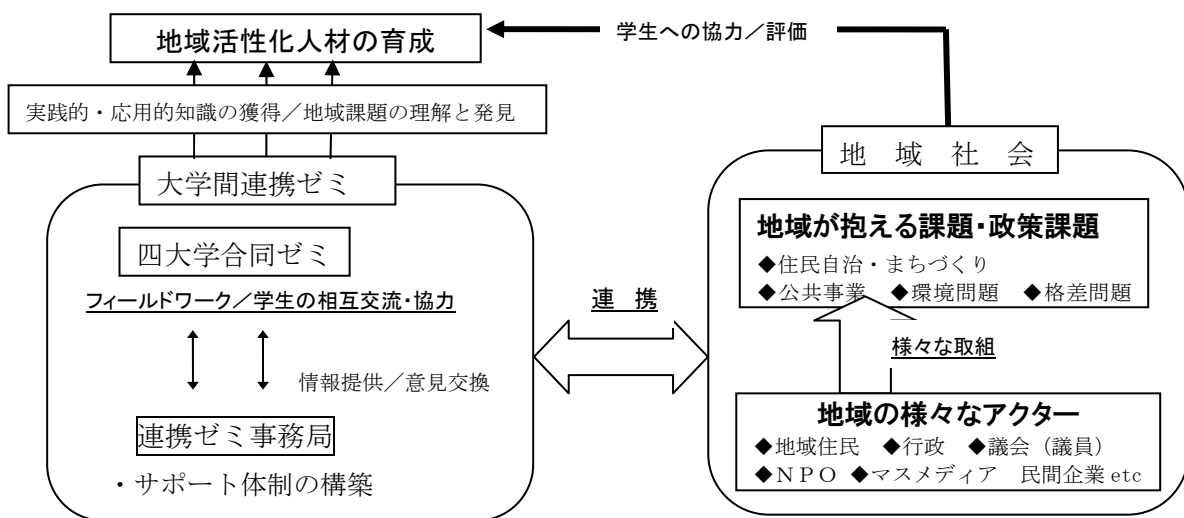 地域活性化人材の育成
学生への協力／評価
実践的・応用的知識の獲得／地域課題の理解と発見
大学間連携ゼミ
四大学合同ゼミ
フィールドワーク／学生の相互交流・協力
情報提供／意見交換
連携ゼミ事務局
・サポート体制の構築
連　携
地　域　社　会
地域が抱える課題・政策課題
◆住民自治・まちづくり
◆公共事業　◆環境問題　◆格差問題
様々な取組
地域の様々なアクター
◆地域住民　◆行政　◆議会（議員）
◆ＮＰＯ ◆マスメディア　民間企業 etc